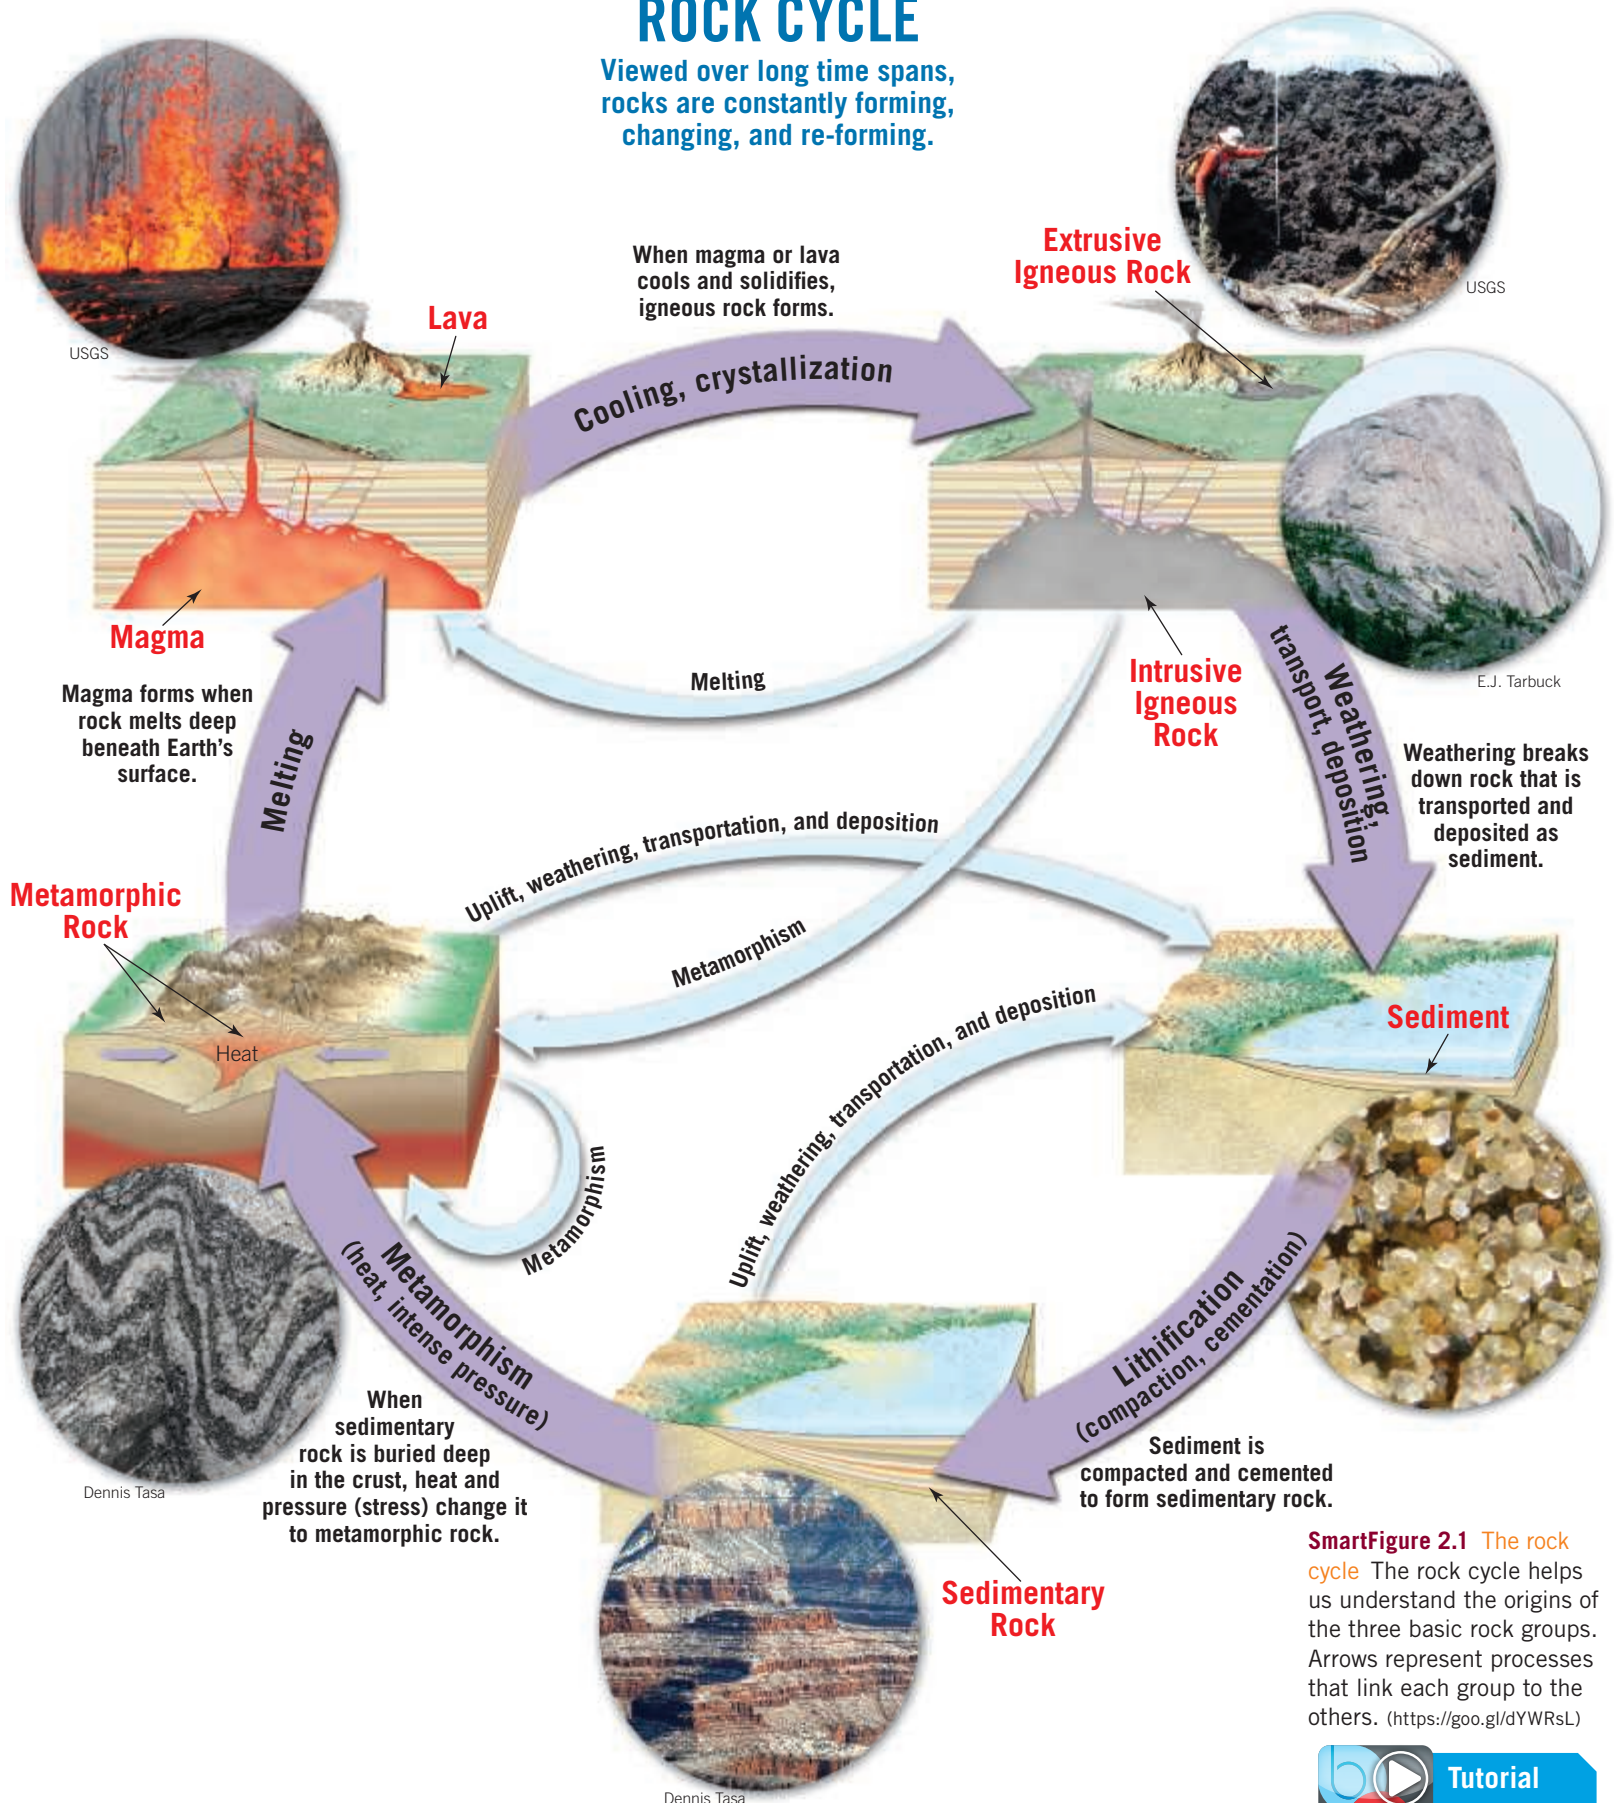 ROCK CYCLE
Viewed over long time spans,
rocks are constantly forming,
changing, and re-forming.
USGS
Lava
When magma or lava
cools and solidifies,
igneous rock forms.
Extrusive
Igneous Rock
USGS
Cooling, crystallization
Magma
Magma forms when
rock melts deep
beneath Earth's
surface.
Melting
Melting
Intrusive
Igneous
Rock
E.J. Tarbuck
Weathering,
transport, deposition
Weathering breaks
down rock that is
transported and
deposited as
sediment.
Uplift, weathering, transportation, and deposition
Metamorphism
Metamorphic
Rock
Heat
Uplift, weathering, transportation, and deposition
Sediment
Metamorphism
Metamorphism
(heat, intense pressure)
When
sedimentary
rock is buried deep
in the crust, heat and
pressure (stress) change it
to metamorphic rock.
Dennis Tasa
Lithification
(compaction, cementation)
Sediment is
compacted and cemented
to form sedimentary rock.
Sedimentary
Rock
Dennis Tasa
SmartFigure 2.1 The rock
cycle The rock cycle helps
us understand the origins of
the three basic rock groups.
Arrows represent processes
that link each group to the
others. (https://goo.gl/dYWRsL)
Tutorial